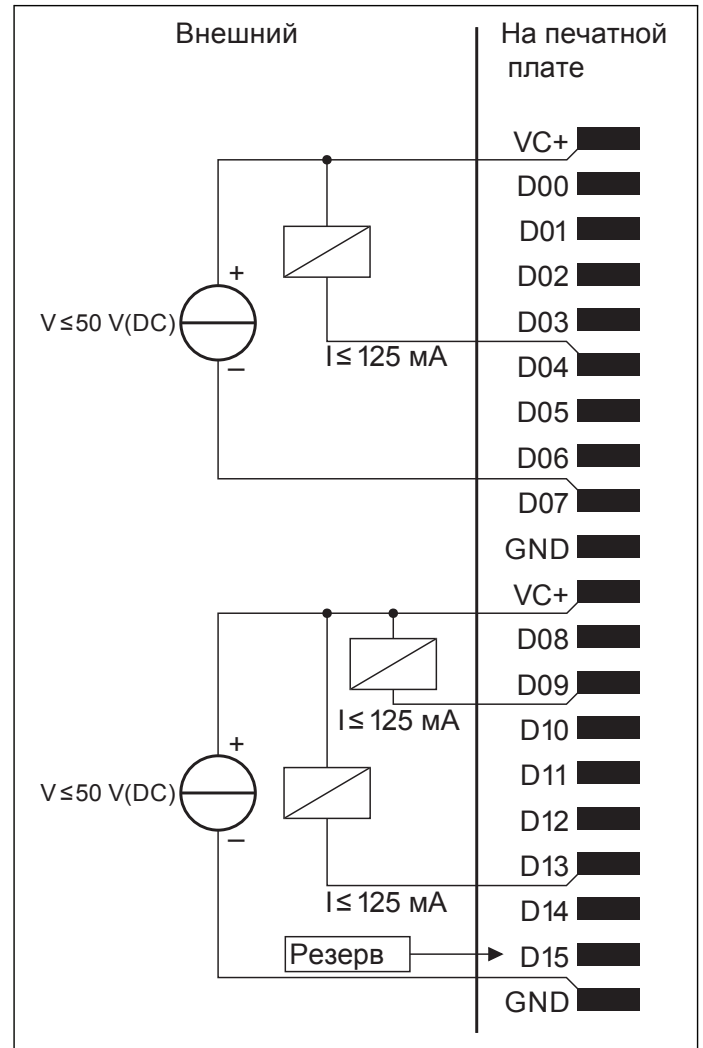 Внешний
На печатной
плате
VC+
D00
D01
D02
+
V≤50 V(DC)
D03
I≤ 125 мА
–
D04
D05
D06
D07
GND
VC+
D08
D09
I≤ 125 мА
D10
+
V≤50 V(DC)
D11
D12
–
D13
I≤ 125 мА
D14
Резерв
D15
GND